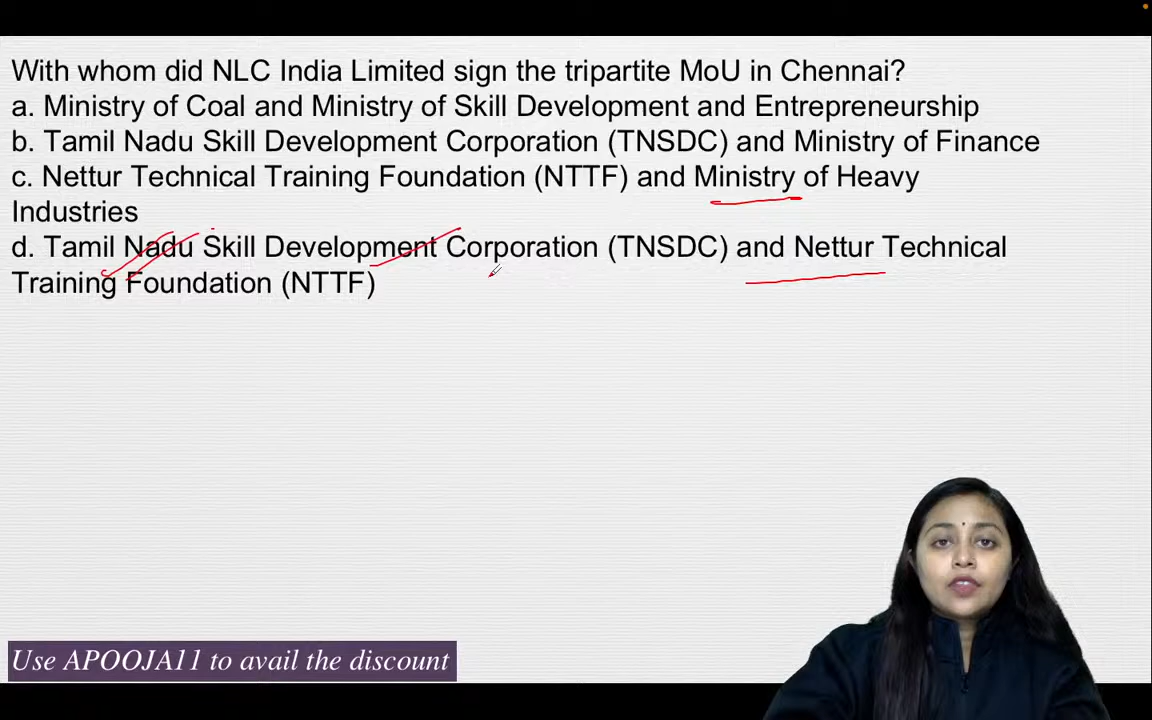 With whom did NLC India Limited sign the tripartite MoU in Chennai?
a. Ministry of Coal and Ministry of Skill Development and Entrepreneurship
b. Tamil Nadu Skill Development Corporation (TNSDC) and Ministry of Finance
c. Nettur Technical Training Foundation (NTTF) and Ministry of Heavy
Industries
d. Tamil Nadu Skill Development Corporation (TNSDC) and Nettur Technical
Training Foundation (NTTF)
Use APOOJA11 to avail the discount